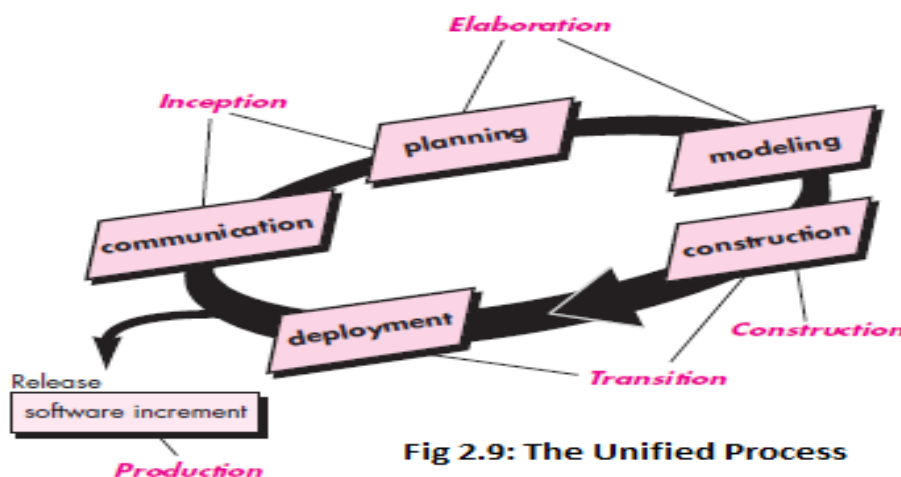 Elaboration
Inception
planning
modeling
communication
construction
deployment
Construction
Transition
Release
software increment
Production
Fig 2.9: The Unified Process